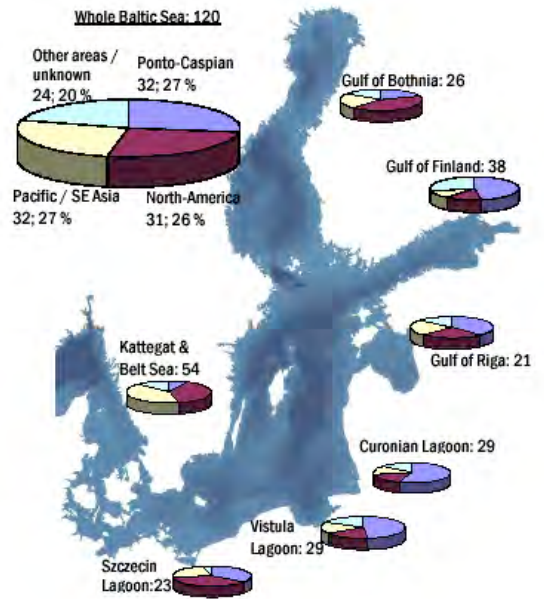 Whole Baltic Sea: 120
Other areas /
unknown
24; 20 %
Ponto-Caspian
32; 27 %
Pacific / SE Asia
32; 27 %
North-America
31; 26 %
Gulf of Bothnia: 26
Gulf of Finland: 38
Gulf of Riga: 21
Kattegat &
Belt Sea: 54
Curonian Lagoon: 29
Vistula
Lagoon: 29
Szczecin
Lagoon:23